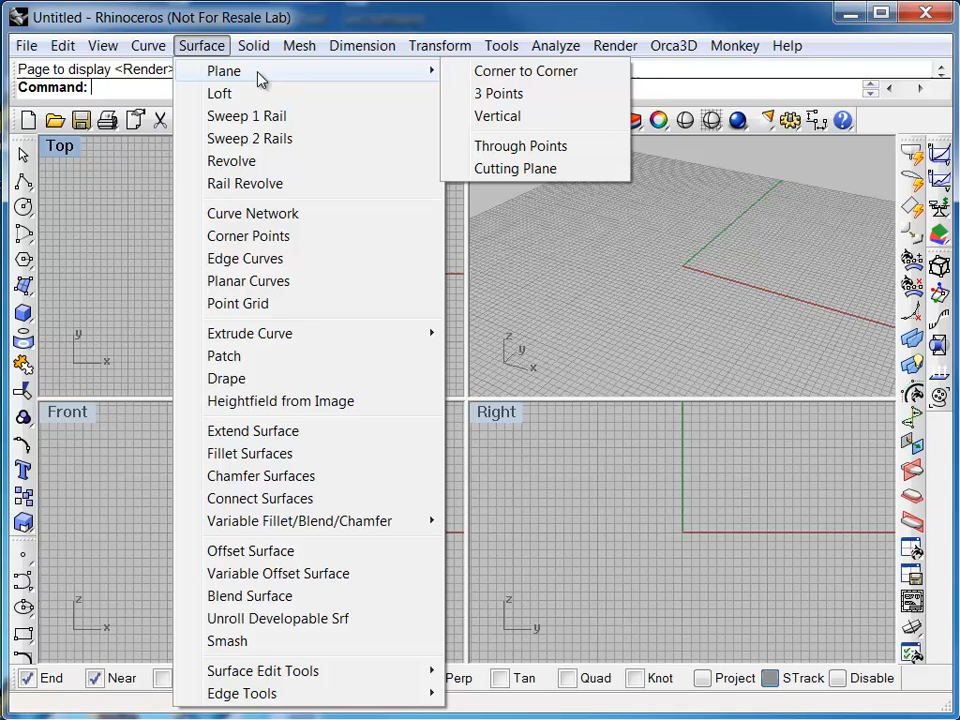 Untitled - Rhinoceros (Not For Resale Lab)
File Edit View Curve Surface Solid Mesh Dimension Transform Tools Analyze Render Orca3D Monkey Help
Page to display <Render>
Command:
Plane
Loft
Sweep 1 Rail
Sweep 2 Rails
Revolve
Rail Revolve
Curve Network
Corner Points
Edge Curves
Planar Curves
Point Grid
Extrude Curve
Patch
Drape
Heightfield from Image
Extend Surface
Fillet Surfaces
Chamfer Surfaces
Connect Surfaces
Variable Fillet/Blend/Chamfer
Offset Surface
Variable Offset Surface
Blend Surface
Unroll Developable Srf
Smash
Surface Edit Tools
Edge Tools
Corner to Corner
3 Points
Vertical
Through Points
Cutting Plane
Top
y
x
z
y
x
Front
z
x
Right
z
y
End Near Perp Tan Quad Knot Project STrack Disable